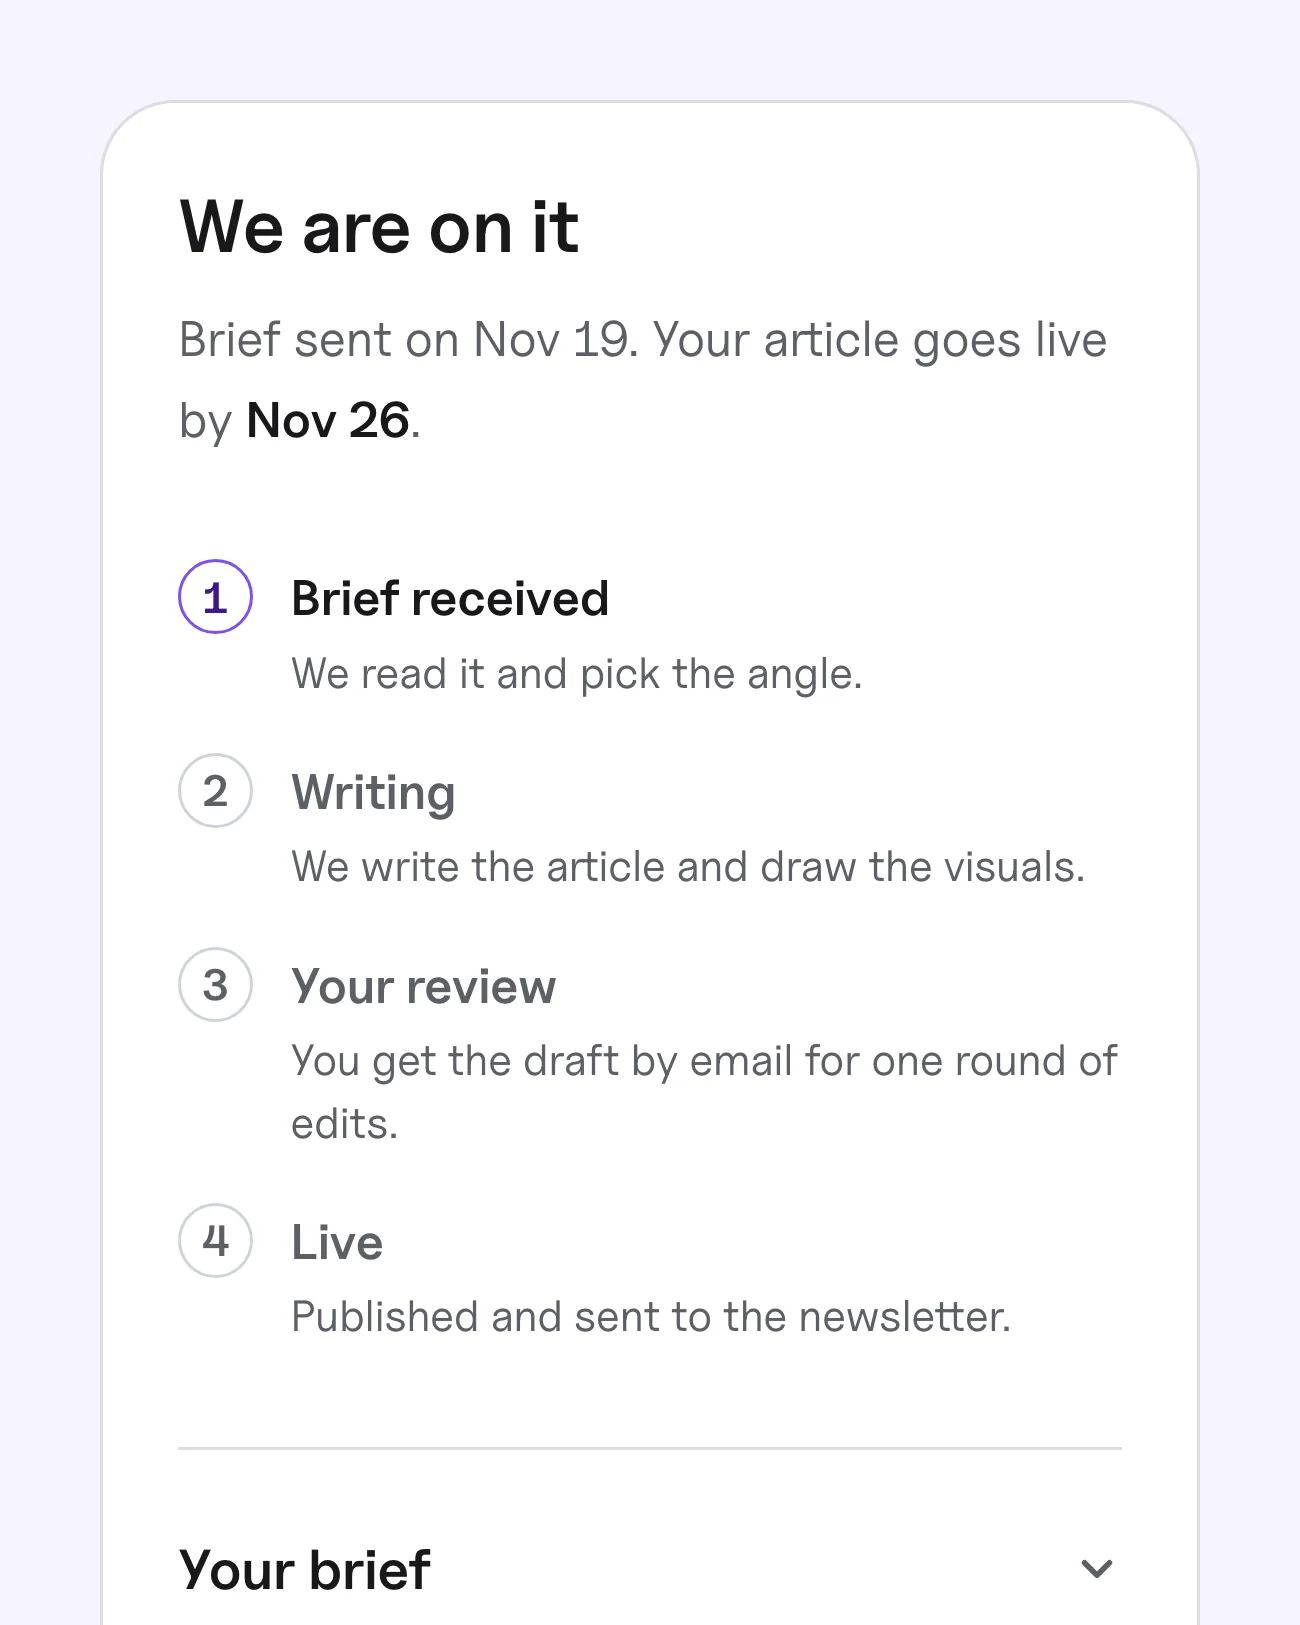 We are on it
Brief sent on Nov 19. Your article goes live
by Nov 26.
1 Brief received
We read it and pick the angle.
2 Writing
We write the article and draw the visuals.
3 Your review
You get the draft by email for one round of
edits.
4 Live
Published and sent to the newsletter.
Your brief